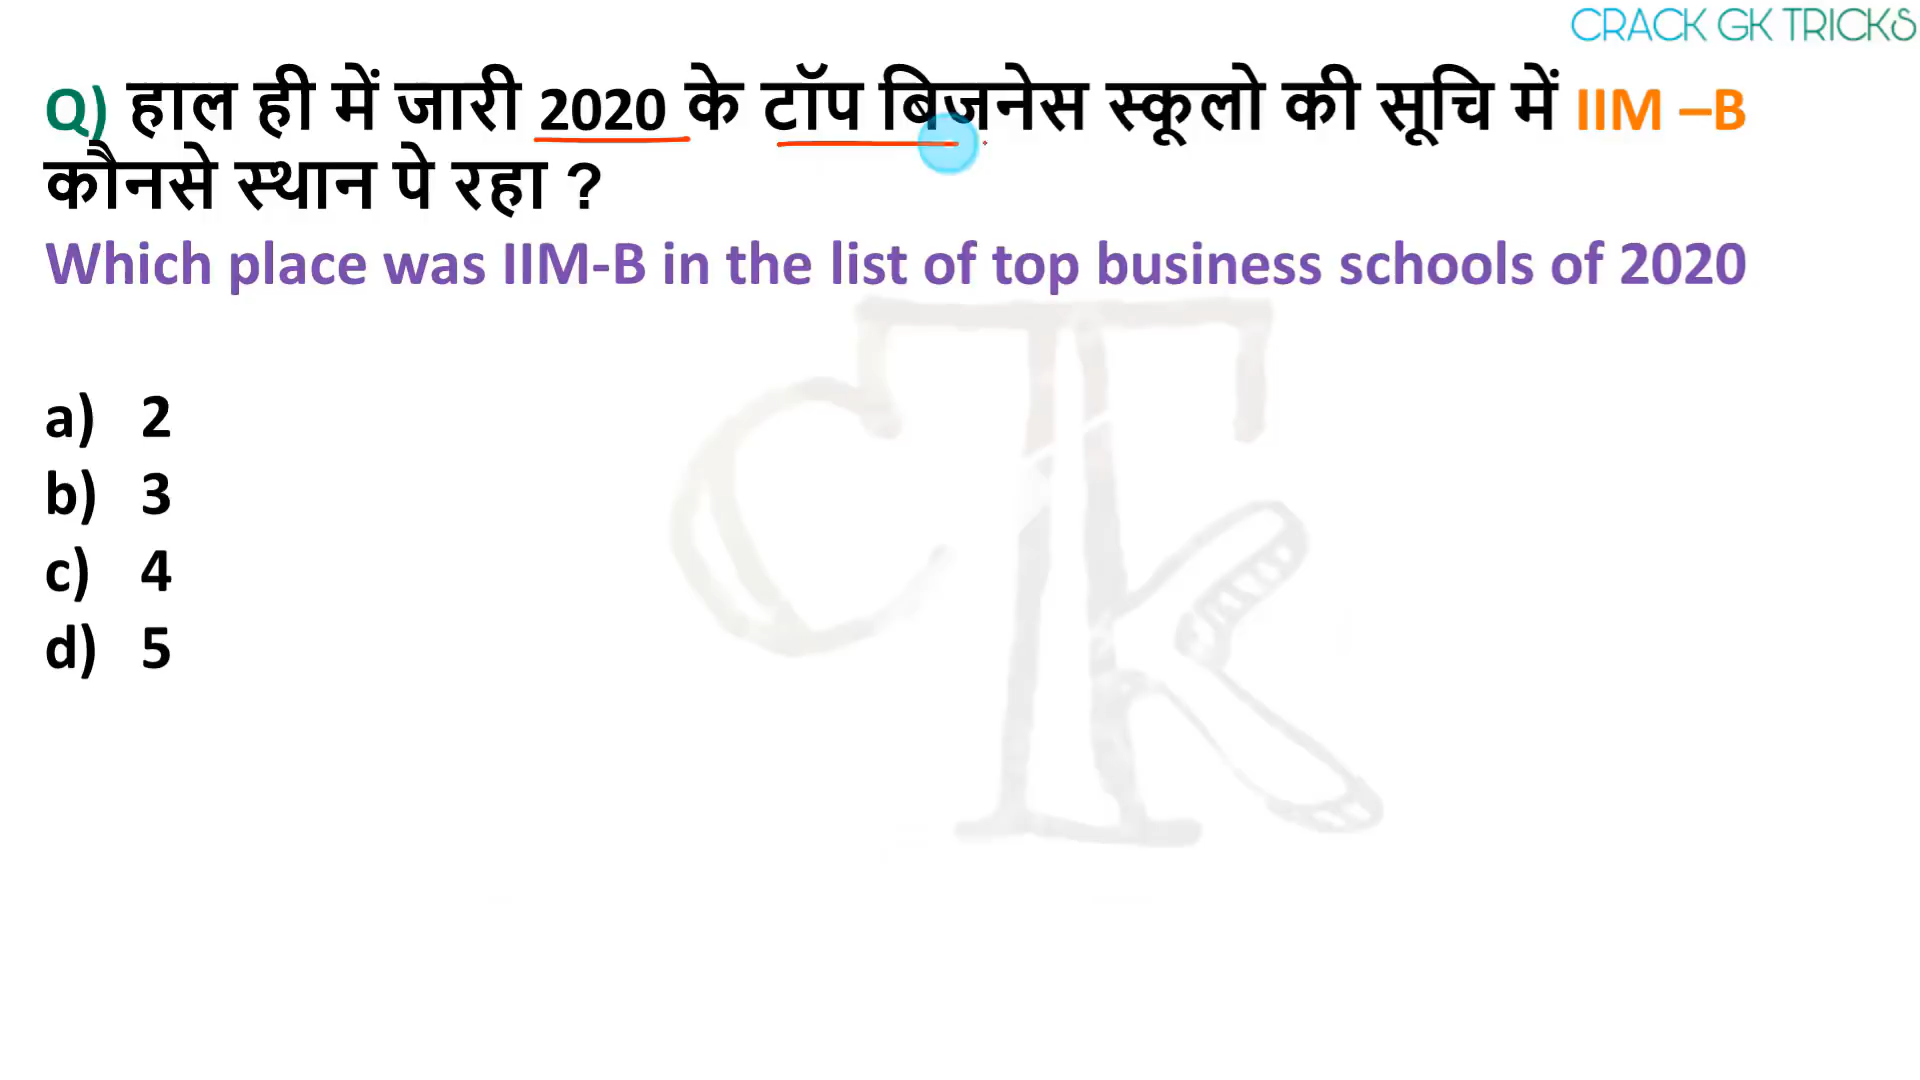 CRACK GK TRICKS
Q) हाल ही में जारी 2020 के टॉप बिजनेस स्कूलो की सूचि में IIM –B
कौनसे स्थान पे रहा ?
Which place was IIM-B in the list of top business schools of 2020
a) 2
b) 3
c) 4
d) 5
CTK